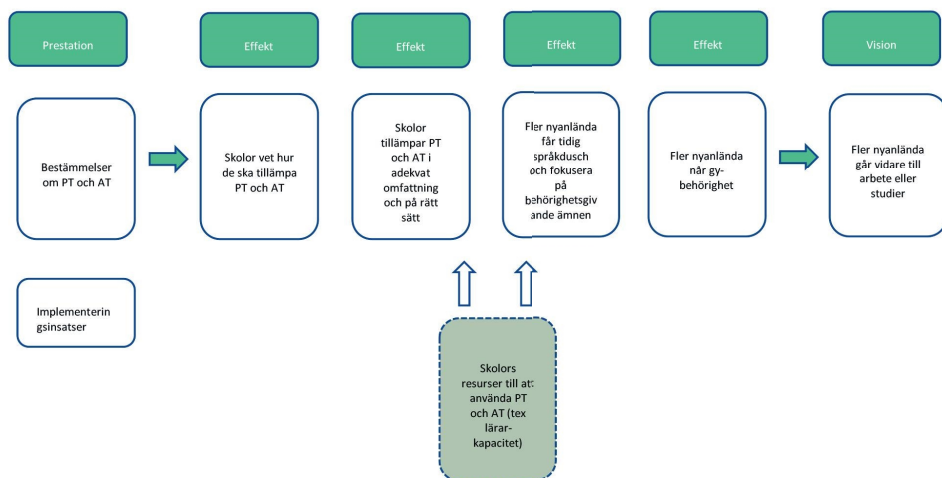 Prestation
Effekt
Effekt
Effekt
Effekt
Vision
Bestämmelser
om PT och AT
Skolor vet hur
de ska tillämpa
PT och AT
Skolor
tillämpar PT
och AT i
adekvat
omfattning
och på rätt
sätt
Fler nyanlända
får tidig
språkdusch
och fokusera
på
behörighetsgiv
ande ämnen
Fler nyanlända
når gy-
behörighet
Fler nyanlända
går vidare till
arbete eller
studier
Implementerin
gsinsatser
Skolors
resurser till att
använda PT
och AT (tex
lärar-
kapacitet)